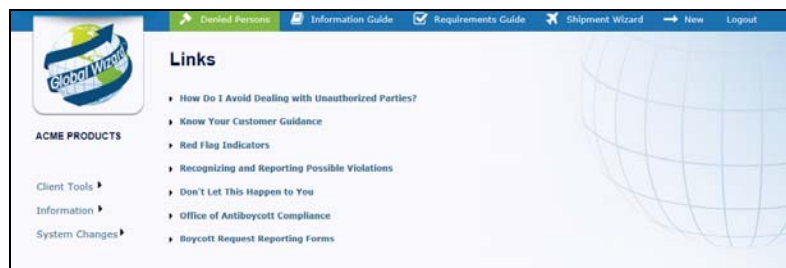 Denied Persons Information Guide Requirements Guide Shipment Wizard New Logout
Global Wizard
Links
How Do I Avoid Dealing with Unauthorized Parties?
Know Your Customer Guidance
ACME PRODUCTS
Red Flag Indicators
Recognizing and Reporting Possible Violations
Client Tools
Don't Let This Happen to You
Information
Office of Antiboycott Compliance
System Changes
Boycott Request Reporting Forms